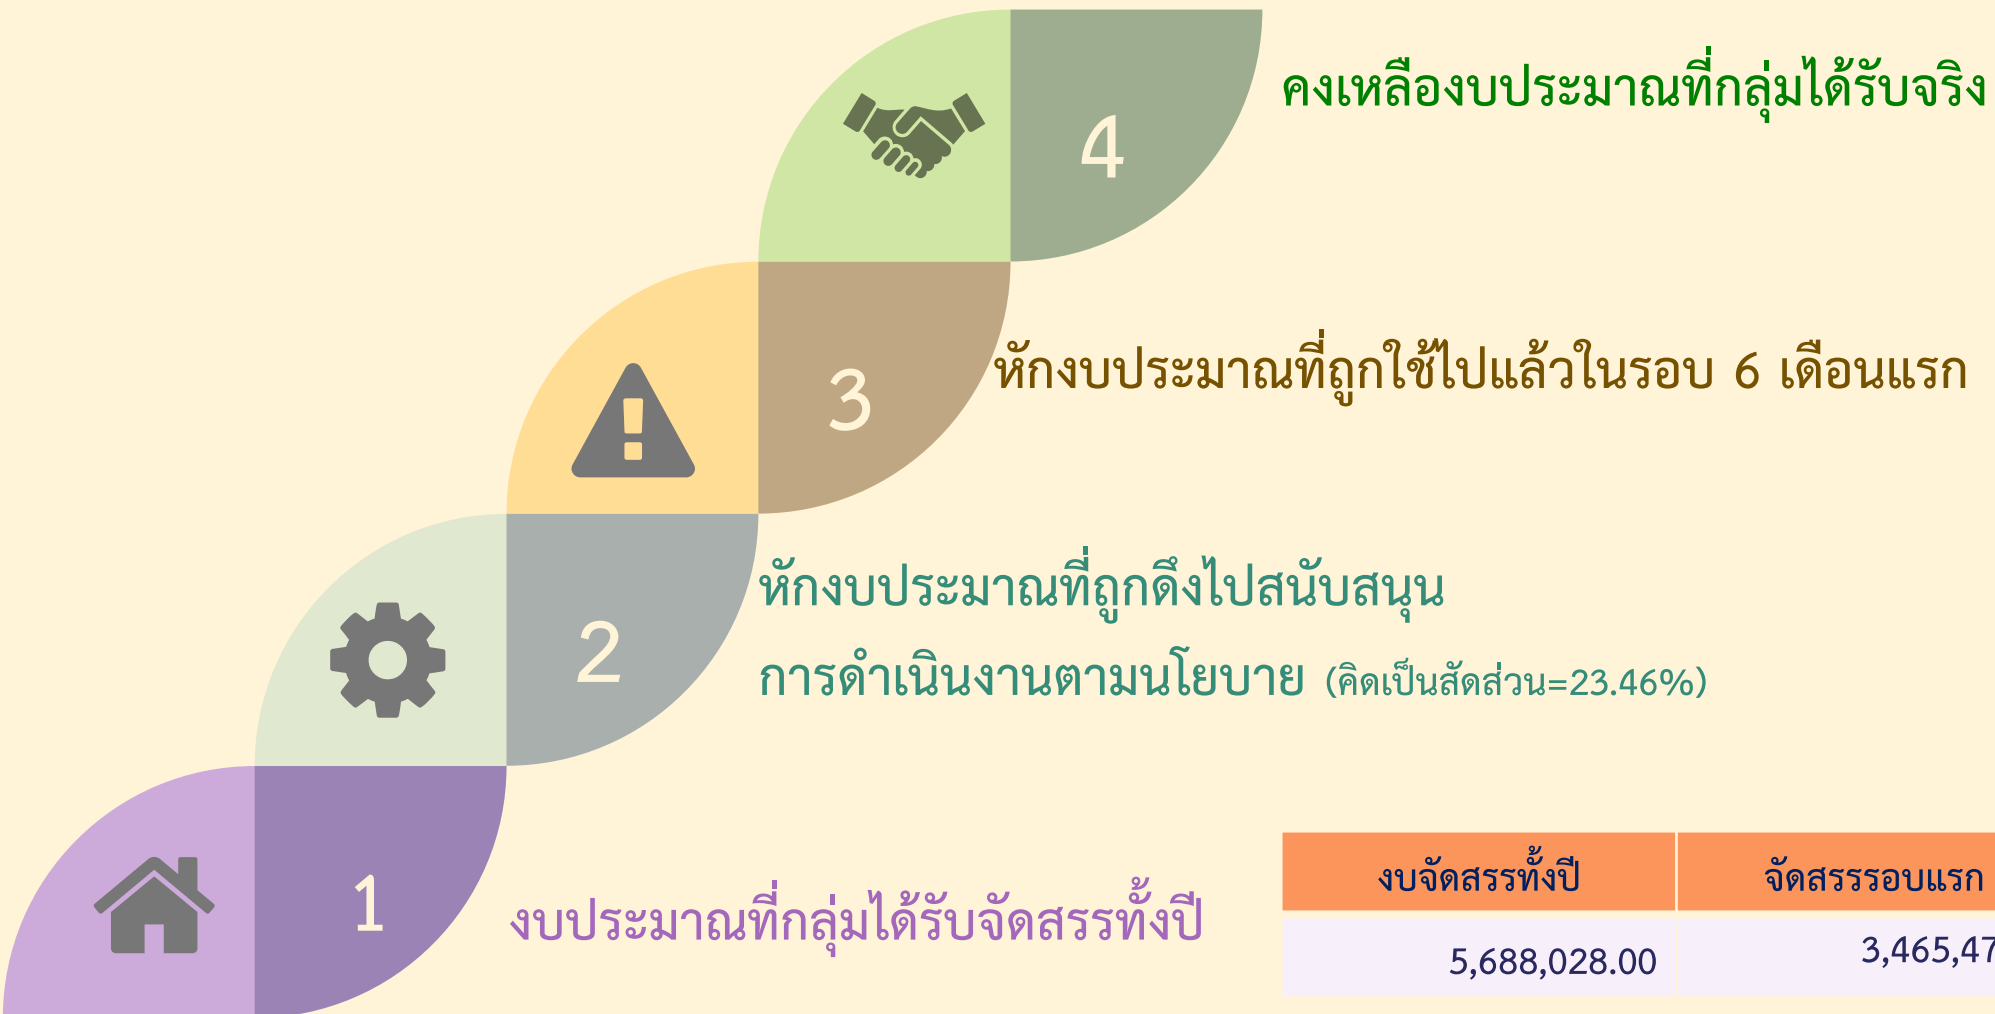 4
คงเหลืองบประมาณที่กลุ่มได้รับจริง
3
หักงบประมาณที่ถูกใช้ไปแล้วในรอบ 6 เดือนแรก
2
หักงบประมาณที่ถูกดึงไปสนับสนุน
การดำเนินงานตามนโยบาย (คิดเป็นสัดส่วน=23.46%)
1
งบประมาณที่กลุ่มได้รับจัดสรรทั้งปี
งบจัดสรรทั้งปี จัดสรรรอบแรก
5,688,028.00 3,465,47